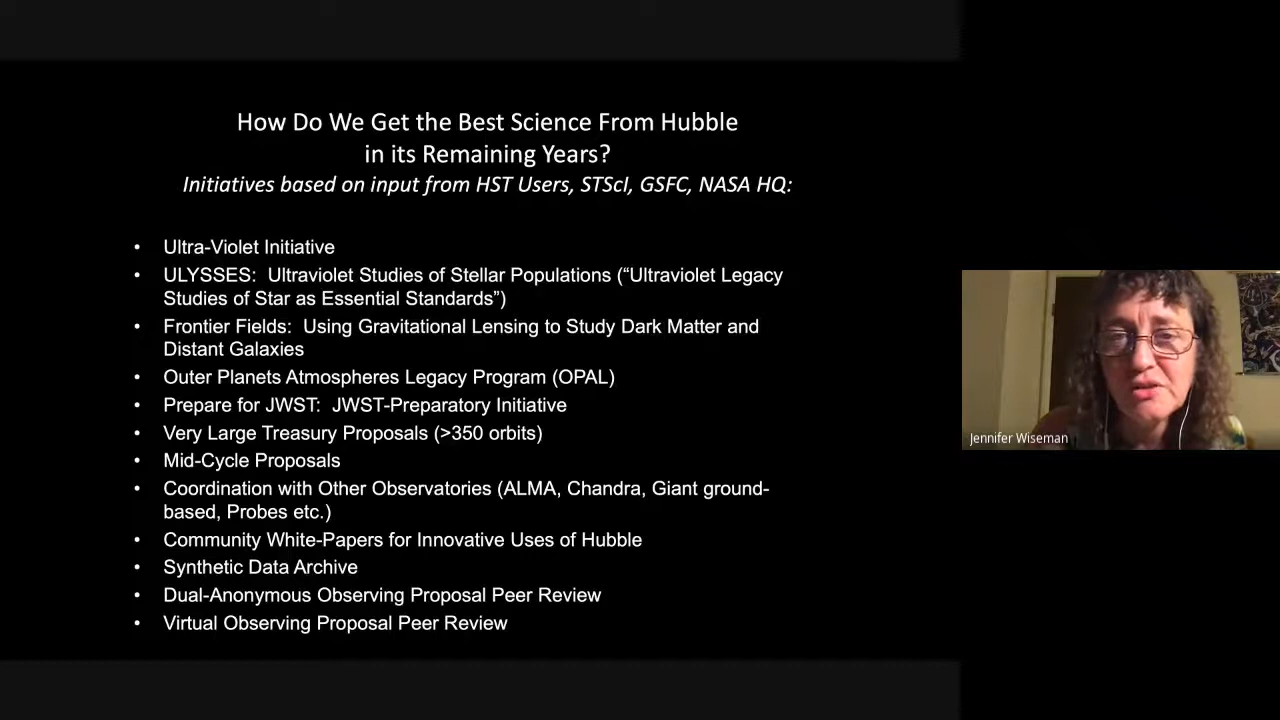 How Do We Get the Best Science From Hubble
in its Remaining Years?
Initiatives based on input from HST Users, STScI, GSFC, NASA HQ:
• Ultra-Violet Initiative
• ULYSSES: Ultraviolet Studies of Stellar Populations (“Ultraviolet Legacy
Studies of Star as Essential Standards”)
• Frontier Fields: Using Gravitational Lensing to Study Dark Matter and
Distant Galaxies
• Outer Planets Atmospheres Legacy Program (OPAL)
• Prepare for JWST: JWST-Preparatory Initiative
• Very Large Treasury Proposals (>350 orbits)
• Mid-Cycle Proposals
• Coordination with Other Observatories (ALMA, Chandra, Giant ground-
based, Probes etc.)
• Community White-Papers for Innovative Uses of Hubble
• Synthetic Data Archive
• Dual-Anonymous Observing Proposal Peer Review
• Virtual Observing Proposal Peer Review
Jennifer Wiseman